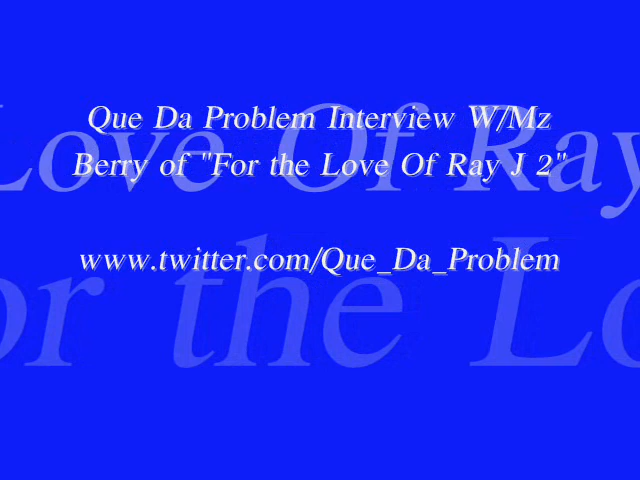 Que Da Problem Interview W/Mz
Berry of "For the Love Of Ray J 2"
www.twitter.com/Que_Da_Problem
Love Of Ray
or the Lo